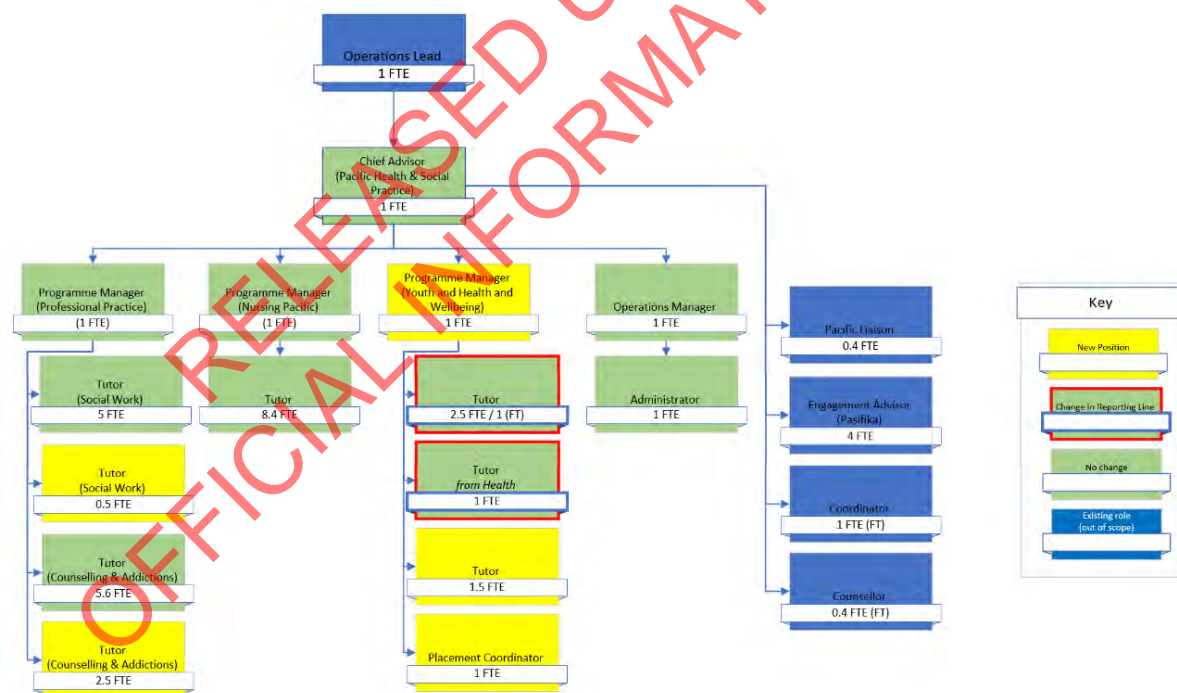 Operations Lead
1 FTE
Chief Advisor
(Pacific Health & Social
Practice)
1 FTE
Programme Manager
(Professional Practice)
(1 FTE)
Programme Manager
(Nursing Pacific)
(1 FTE)
Programme Manager
(Youth and Health and
Wellbeing)
1 FTE
Operations Manager
1 FTE
Tutor
(Social Work)
5 FTE
Tutor
8.4 FTE
Tutor
2.5 FTE / 1 (FT)
Administrator
1 FTE
Tutor
(Social Work)
0.5 FTE
Tutor
from Health
1 FTE
Tutor
(Counselling & Addictions)
5.6 FTE
Tutor
1.5 FTE
Tutor
(Counselling & Addictions)
2.5 FTE
Placement Coordinator
1 FTE
Pacific Liaison
0.4 FTE
Engagement Advisor
(Pasifika)
4 FTE
Coordinator
1 FTE (FT)
Counsellor
0.4 FTE (FT)
Key
New Position
Change in Reporting Line
No change
Existing role
(out of scope)
RELEASED
OFFICIAL INFORMAT